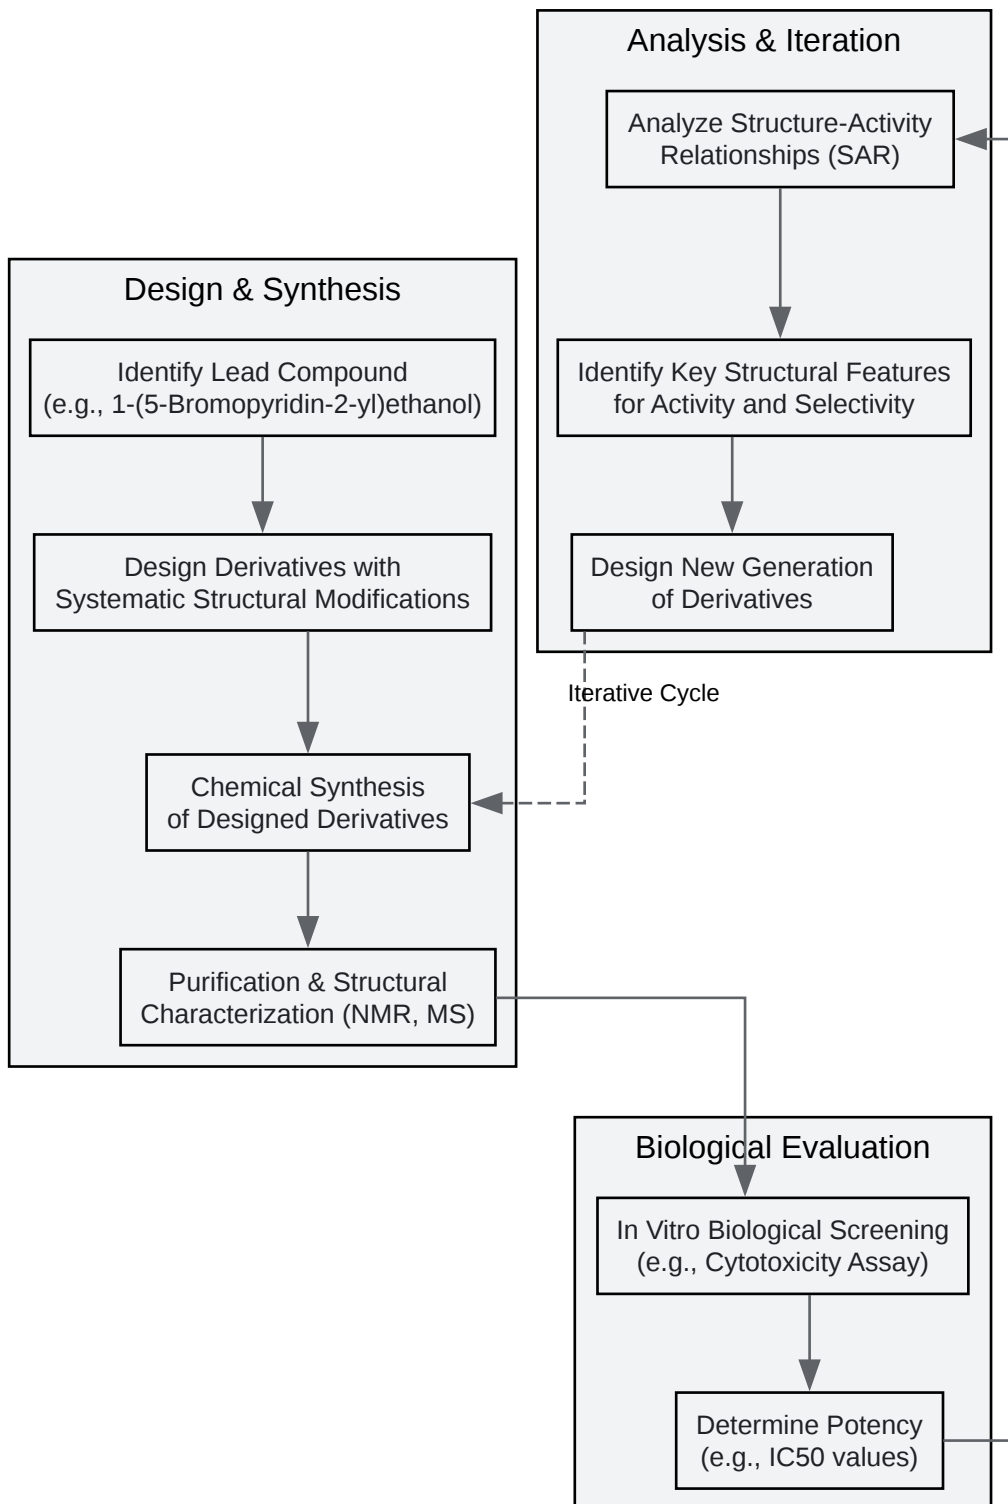 Analysis & Iteration
Analyze Structure-Activity
Relationships (SAR)
Design & Synthesis
Identify Lead Compound
(e.g., 1-(5-Bromopyridin-2-yl)ethanol)
Identify Key Structural Features
for Activity and Selectivity
Design Derivatives with
Systematic Structural Modifications
Design New Generation
of Derivatives
Iterative Cycle
Chemical Synthesis
of Designed Derivatives
Purification & Structural
Characterization (NMR, MS)
Biological Evaluation
In Vitro Biological Screening
(e.g., Cytotoxicity Assay)
Determine Potency
(e.g., IC50 values)